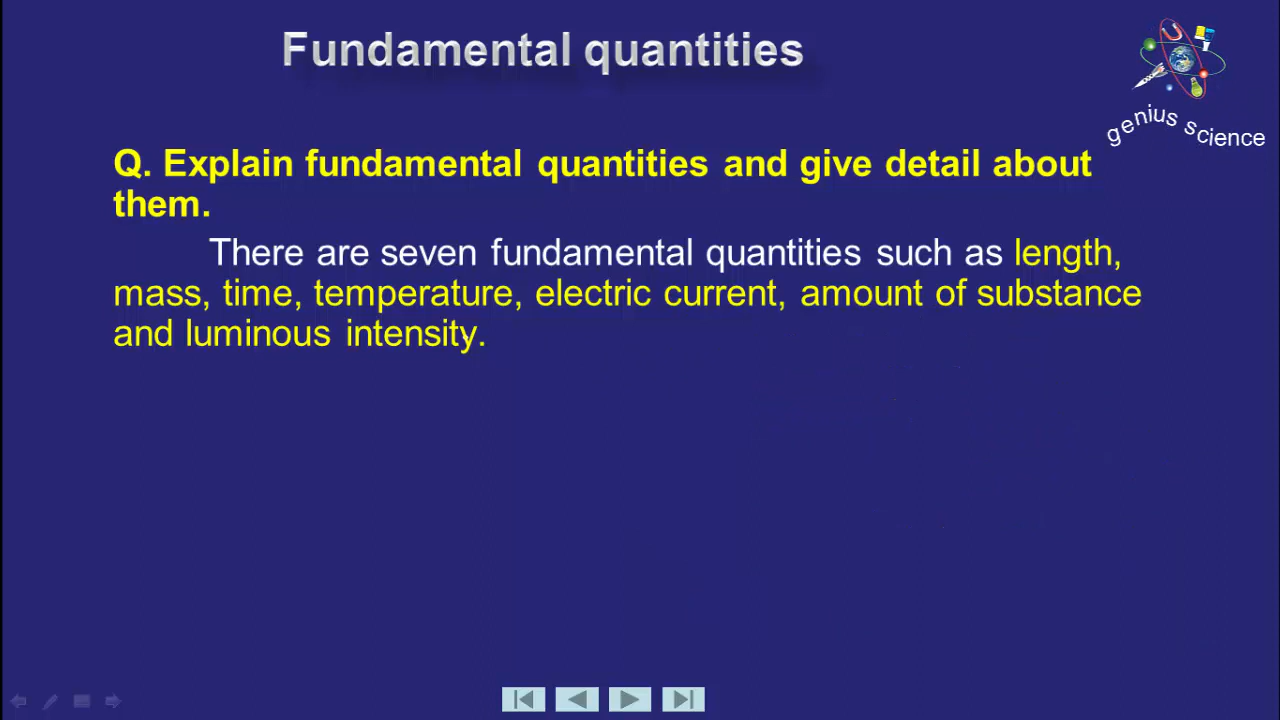 Fundamental quantities
genius science
Q. Explain fundamental quantities and give detail about
them.
There are seven fundamental quantities such as length,
mass, time, temperature, electric current, amount of substance
and luminous intensity.